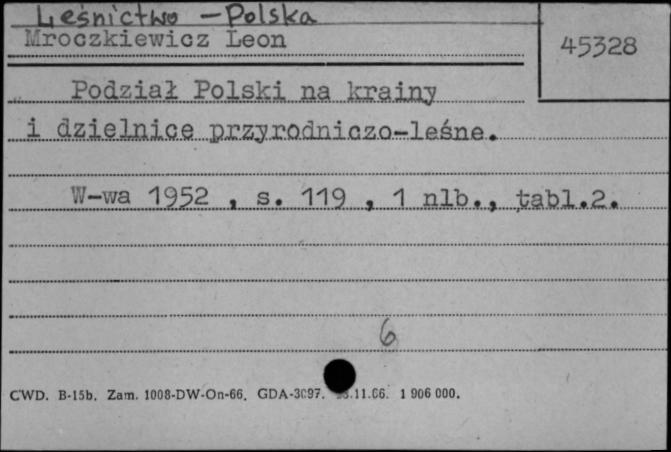 Leśnictwo - Polska
Mroczkiewicz Leon
45328
Podział Polski na krainy
i dzielnice przyrodniczo-leśne.
W-wa 1952 , s. 119 , 1 nlb., tabl.2.
6
CWD. B-15b. Zam. 1008-DW-On-66. GDA-3097. .11.66. 1 906 000.